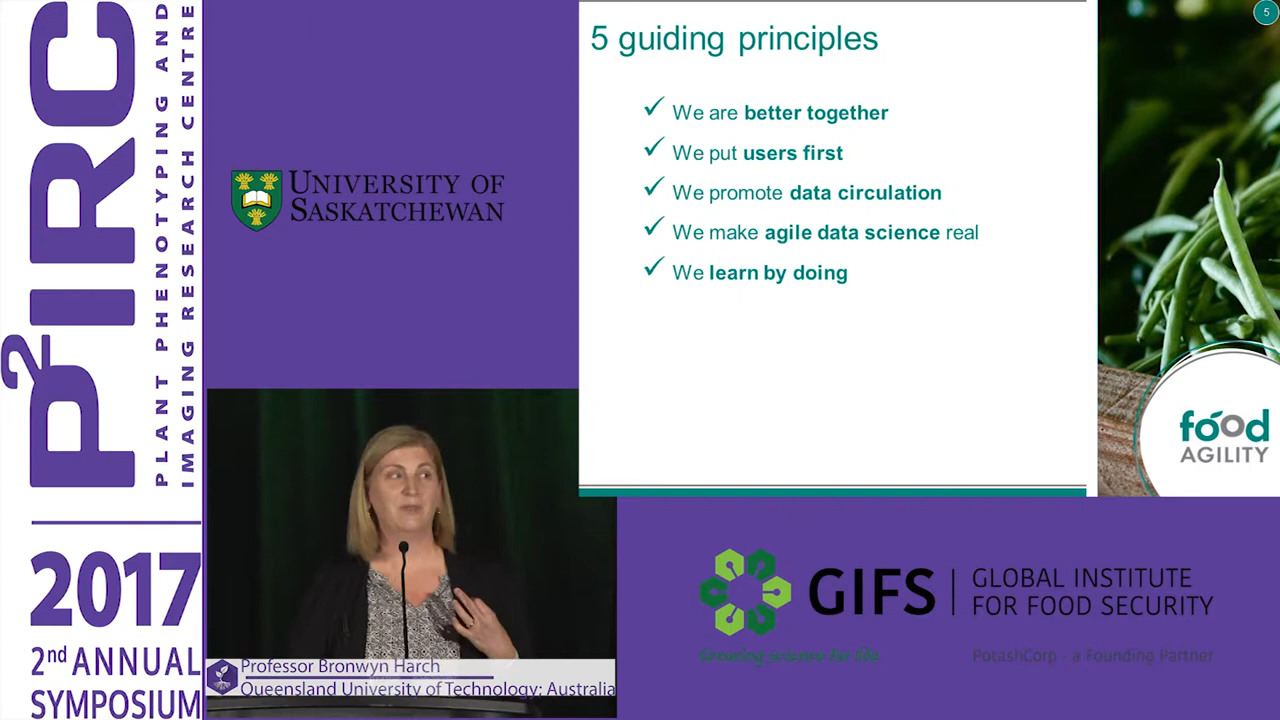 P²IRC
PLANT PHENOTYPING AND
IMAGING RESEARCH CENTRE
2017
2nd ANNUAL
SYMPOSIUM
UNIVERSITY OF
SASKATCHEWAN
5 guiding principles
✓ We are better together
✓ We put users first
✓ We promote data circulation
✓ We make agile data science real
✓ We learn by doing
5
food
AGILITY
Professor Bronwyn Harch
Queensland University of Technology: Australia
GIFS
GLOBAL INSTITUTE
FOR FOOD SECURITY
Growing science for life
PotashCorp - a Founding Partner